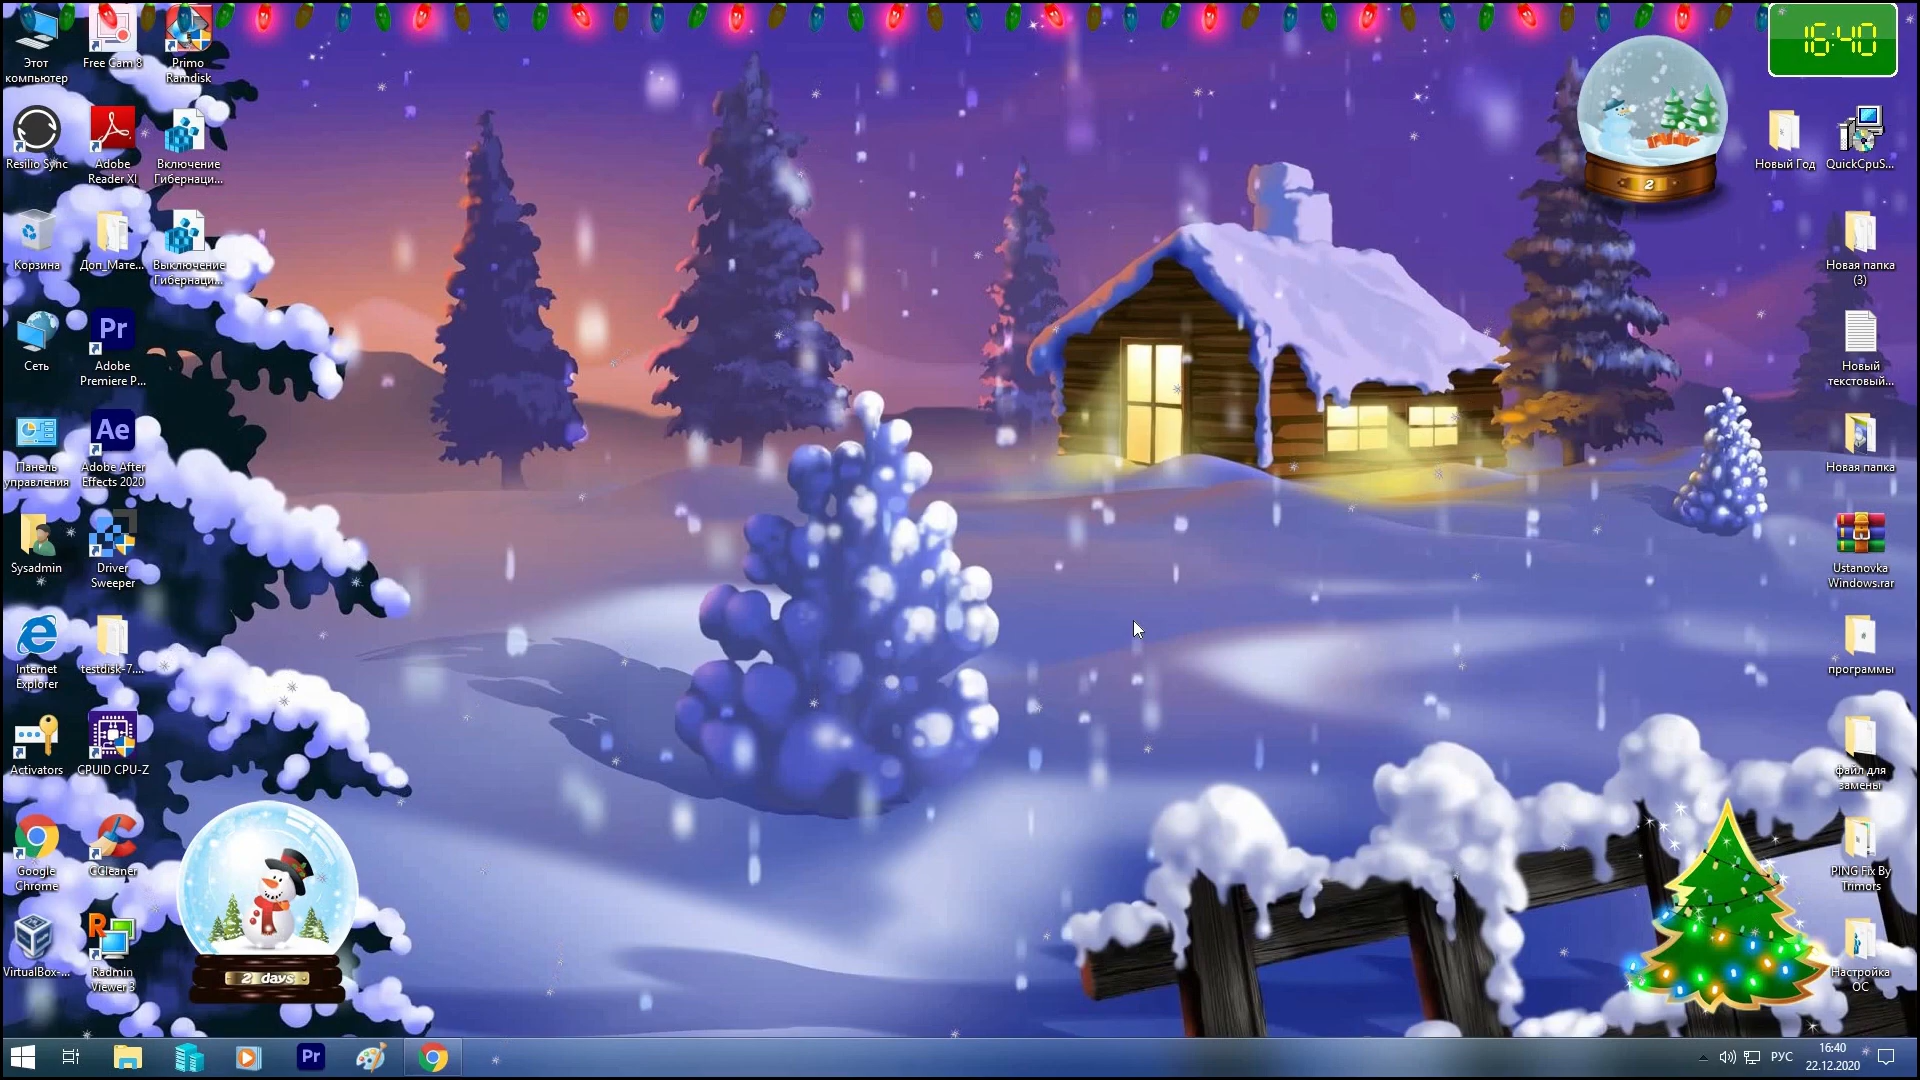 16:40
Этот
компьютер
Free Cam 8
Primo
Ramdisk
Resilio Sync
Adobe
Reader XI
Включение
Гибернаци...
Новый Год
QuickCpuS...
2
Корзина
Доп_Мате...
Выключение
Гибернаци...
Новая папка
(3)
Сеть
Pr
Adobe
Premiere P...
Новый
текстовый...
Панель
управления
Ae
Adobe After
Effects 2020
Новая папка
Sysadmin
Driver
Sweeper
Ustanovka
Windows.rar
Internet
Explorer
testdisk-7....
программы
Activators
CPUID CPU-Z
файл для
замены
Google
Chrome
CCleaner
PING Fix By
Trimors
VirtualBox-...
R
Radmin
Viewer 3
2 days
Настройка
ОС
Pr
РУС
16:40
22.12.2020